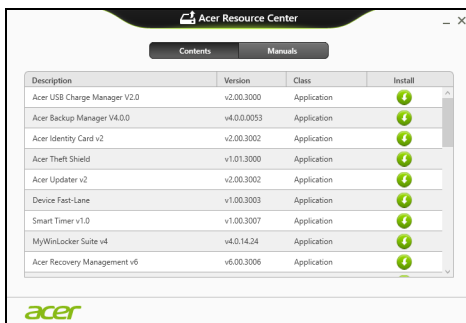 Acer Resource Center
Contents Manuals
Description Version Class Install
Acer USB Charge Manager V2.0 v2.00.3000 Application
Acer Backup Manager V4.0.0 v4.0.0.0053 Application
Acer Identity Card v2 v2.00.3002 Application
Acer Theft Shield v1.01.3000 Application
Acer Updater v2 v2.00.3002 Application
Device Fast-Lane v1.00.3003 Application
Smart Timer v1.0 v1.00.3007 Application
MyWinLocker Suite v4 v4.0.14.24 Application
Acer Recovery Management v6 v6.00.3006 Application
acer